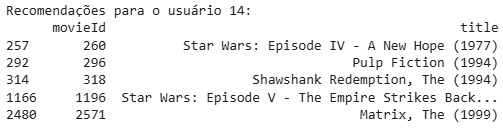 Recomendações para o usuário 14:
movieId title
257 260 Star Wars: Episode IV - A New Hope (1977)
292 296 Pulp Fiction (1994)
314 318 Shawshank Redemption, The (1994)
1166 1196 Star Wars: Episode V - The Empire Strikes Back...
2480 2571 Matrix, The (1999)